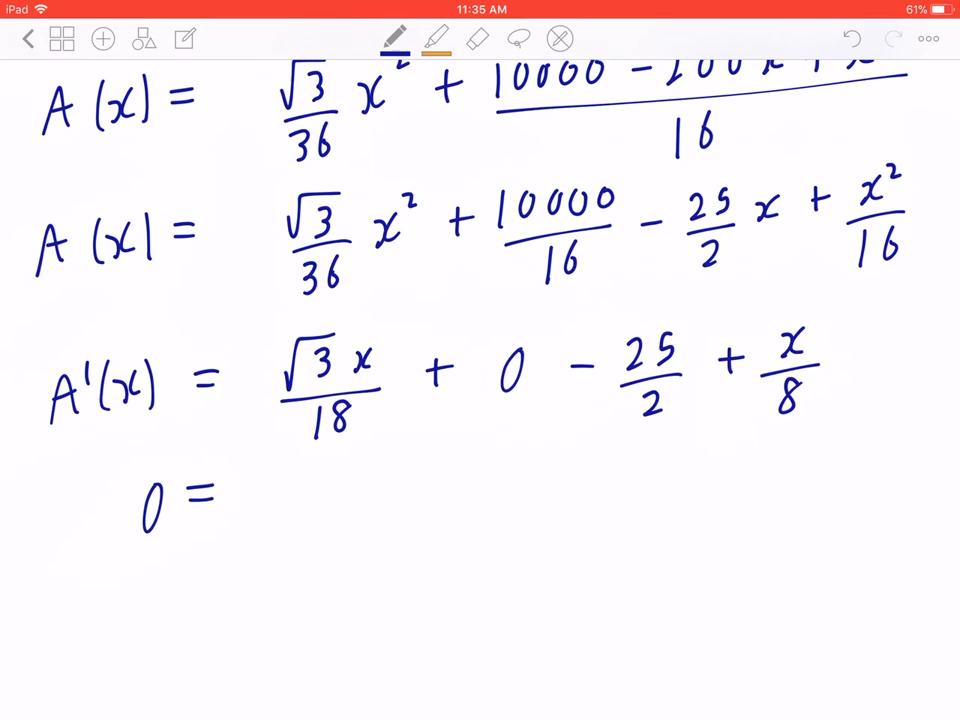 iPad 11:35 AM 61%
A(x) = √3/36 x² + (10000 - 200x + x²)/16
A(x) = √3/36 x² + 10000/16 - 25/2 x + x²/16
A'(x) = √3 x/18 + 0 - 25/2 + x/8
0 =